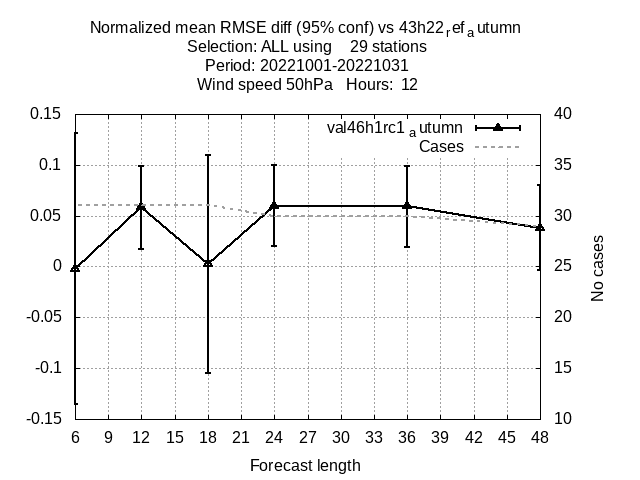 Normalized mean RMSE diff (95% conf) vs 43h22refautumn
Selection: ALL using 29 stations
Period: 20221001-20221031
Wind speed 50hPa Hours: 12
0.15 40
val46h1rc1autumn
Cases
0.1 35
0.05 30
No cases
0 25
-0.05 20
-0.1 15
-0.15 10
6 9 12 15 18 21 24 27 30 33 36 39 42 45 48
Forecast length